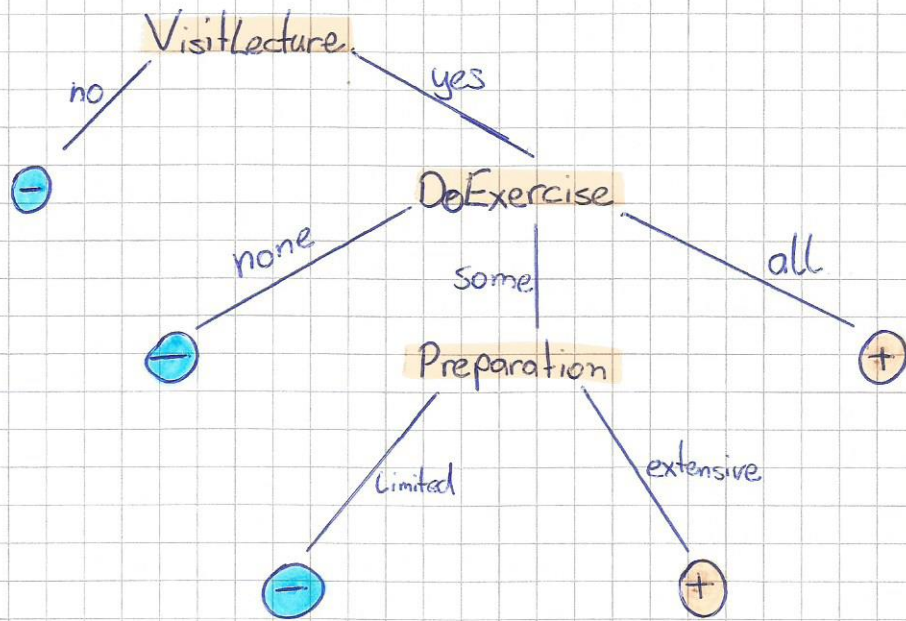 VisitLecture
no
yes
−
DoExercise
none
some
all
−
Preparation
+
Limited
extensive
−
+